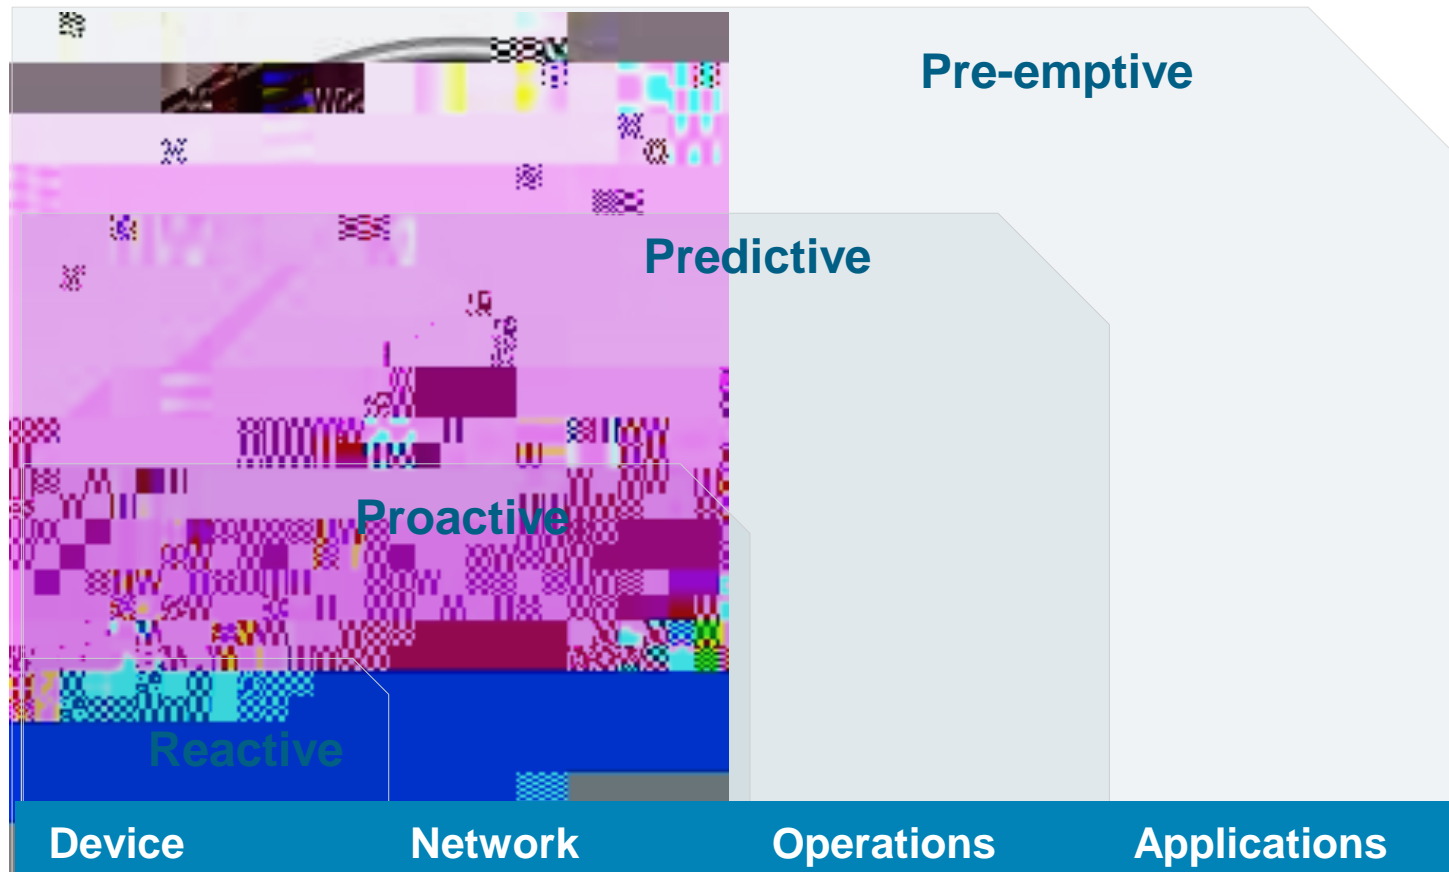 Pre-emptive
Predictive
Proactive
Reactive
Device Network Operations Applications